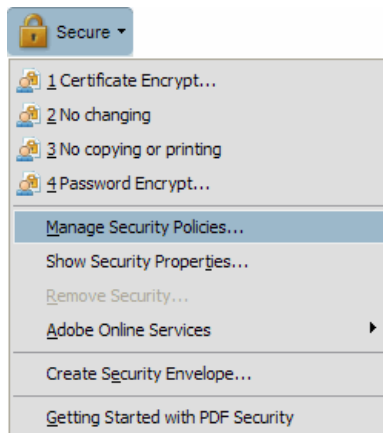 Secure
1 Certificate Encrypt...
2 No changing
3 No copying or printing
4 Password Encrypt...
Manage Security Policies...
Show Security Properties...
Remove Security...
Adobe Online Services
Create Security Envelope...
Getting Started with PDF Security